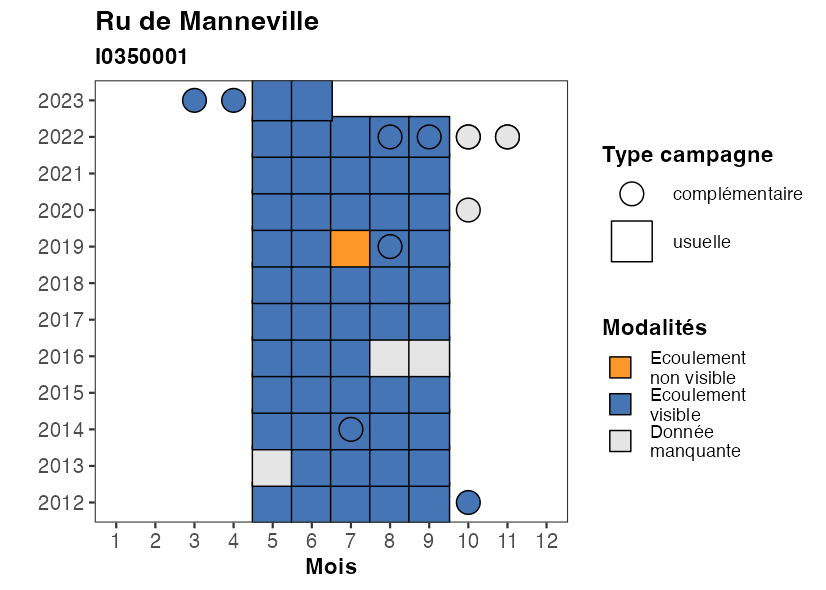 Ru de Manneville
I0350001
2023
2022
2021
2020
2019
2018
2017
2016
2015
2014
2013
2012
1 2 3 4 5 6 7 8 9 10 11 12
Mois
Type campagne
complémentaire
usuelle
Modalités
Ecoulement
non visible
Ecoulement
visible
Donnée
manquante